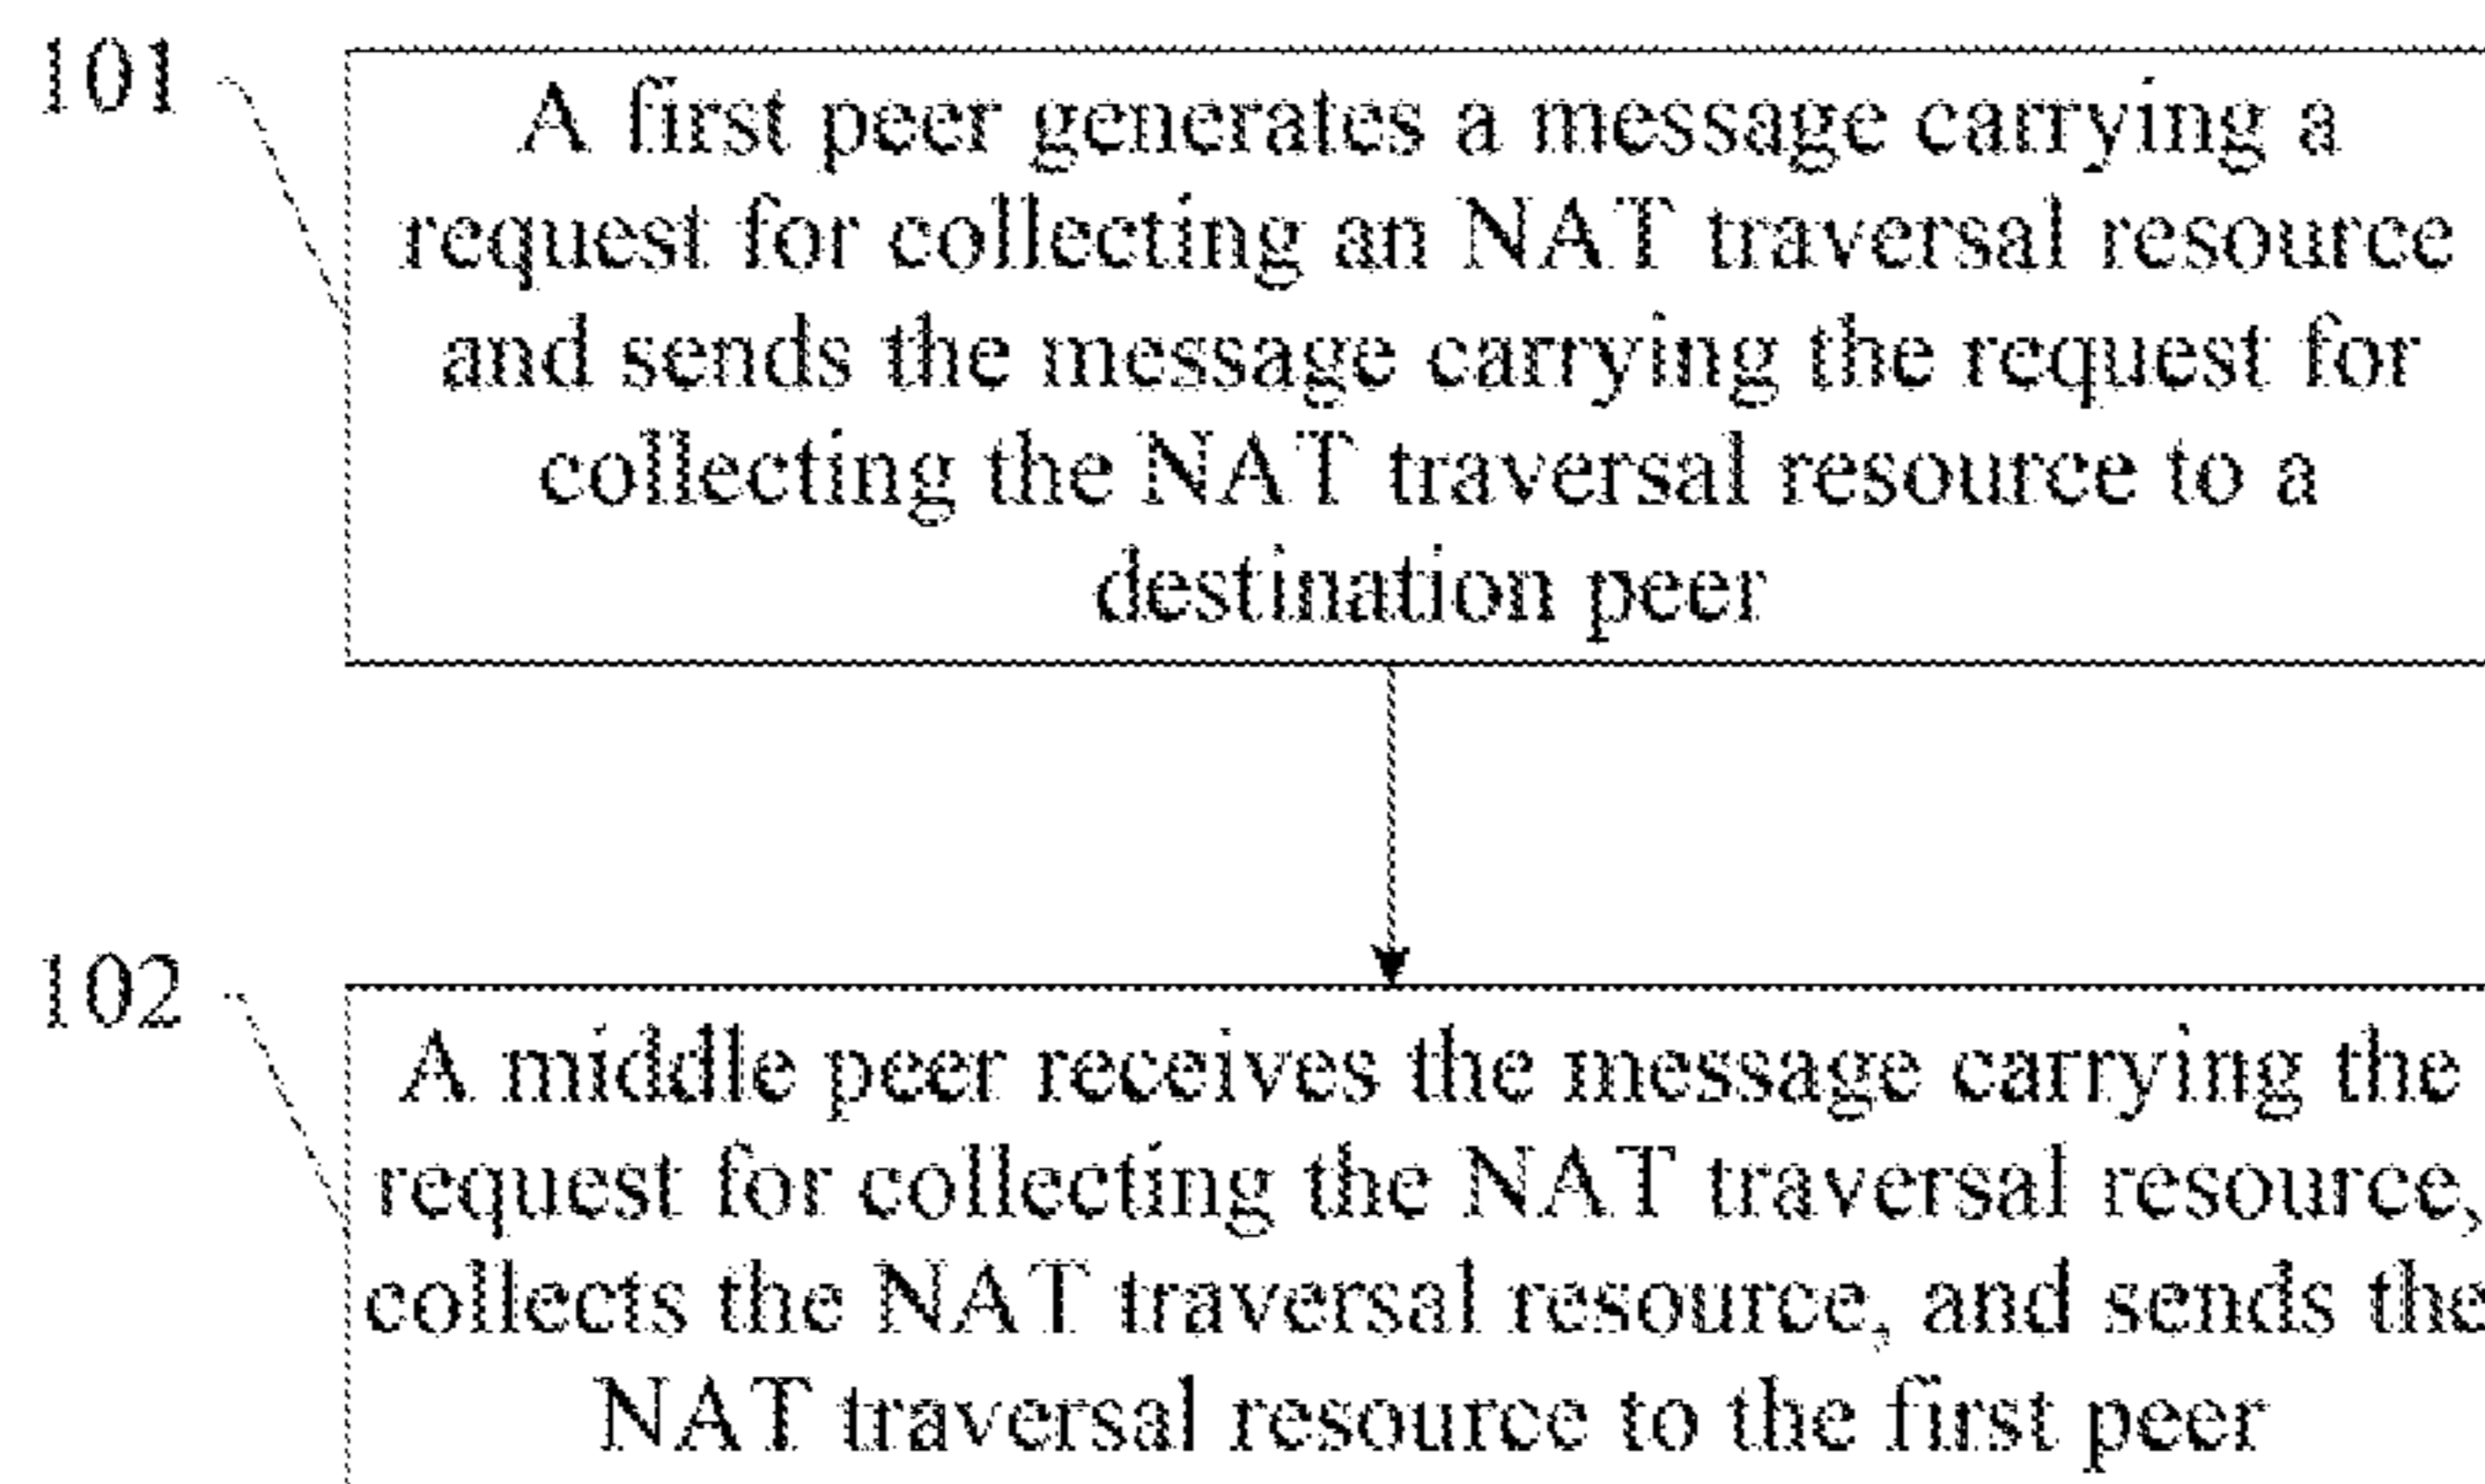 101
A first peer generates a message carrying a
request for collecting an NAT traversal resource
and sends the message carrying the request for
collecting the NAT traversal resource to a
destination peer
102
A middle peer receives the message carrying the
request for collecting the NAT traversal resource,
collects the NAT traversal resource, and sends the
NAT traversal resource to the first peer